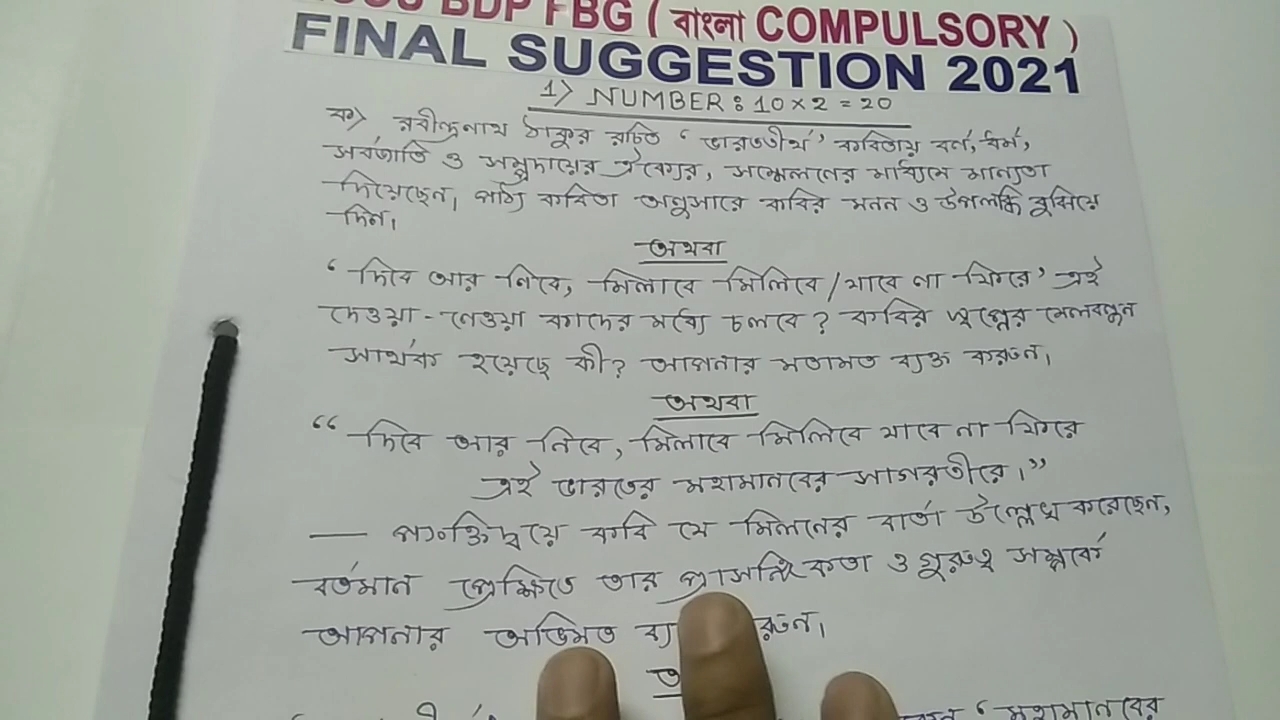 BDP FBG ( বাংলা COMPULSORY )
FINAL SUGGESTION 2021
1> NUMBER : 10 x 2 = 20
ক> রবীন্দ্রনাথ ঠাকুর রচিত ‘ভারততীর্থ’ কবিতায় বর্ণ, ধর্ম,
সর্বজাতি ও সম্প্রদায়ের ঐক্যের, সম্মেলনের মাধ্যমে মান্যতা
দিয়েছেন। পাঠ্য কবিতা অনুসারে কবির মনন ও উপলব্ধি বুঝিয়ে
দিন।
অথবা
‘দিবে আর নিবে, মিলাবে মিলিবে/যাবে না ফিরে’ এই
দেওয়া-নেওয়া কাদের মধ্যে চলবে? কবির স্বপ্নের মেলবন্ধন
সার্থক হয়েছে কী? আপনার মতামত ব্যক্ত করুন।
অথবা
“ দিবে আর নিবে, মিলাবে মিলিবে যাবে না ফিরে
এই ভারতের মহামানবের সাগরতীরে।”
— পংক্তিদ্বয়ে কবি যে মিলনের বার্তা উল্লেখ করেছেন,
বর্তমান প্রেক্ষিতে তার প্রাসঙ্গিকতা ও গুরুত্ব সম্পর্কে
আপনার অভিমত
‘মহামানবের